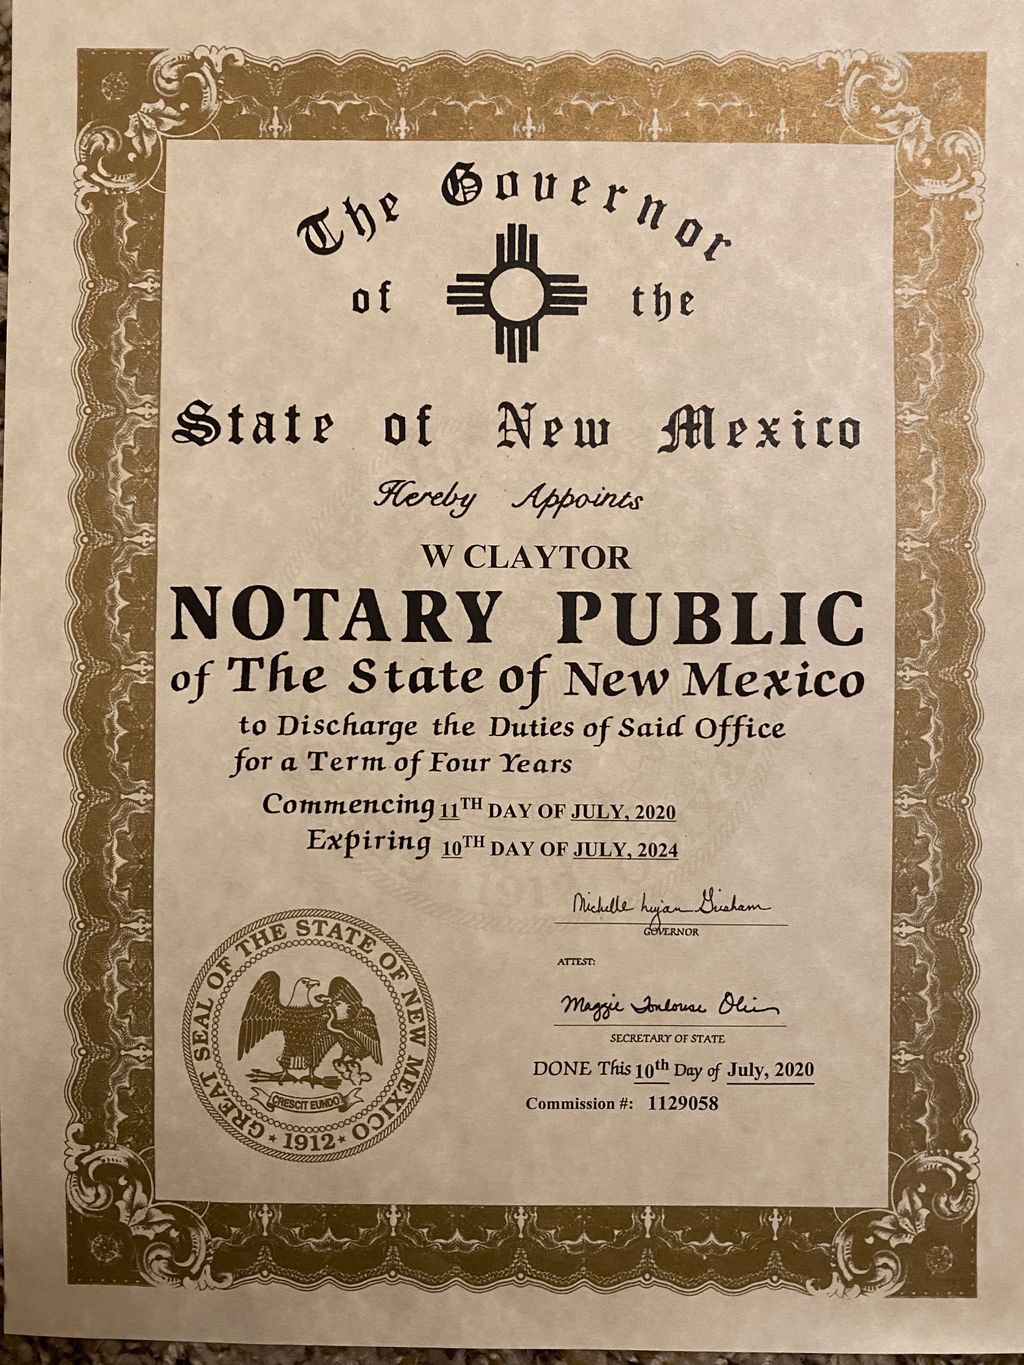 The Governor
of the
State of New Mexico
Hereby Appoints
W CLAYTOR
NOTARY PUBLIC
of The State of New Mexico
to Discharge the Duties of Said Office
for a Term of Four Years
Commencing 11TH DAY OF JULY, 2020
Expiring 10TH DAY OF JULY, 2024
Michelle Lujan Grisham
GOVERNOR
ATTEST:
Maggie Toulouse Oliver
SECRETARY OF STATE
DONE This 10th Day of July, 2020
Commission #: 1129058
GREAT SEAL OF THE STATE OF NEW MEXICO
CRESCIT EUNDO
1912